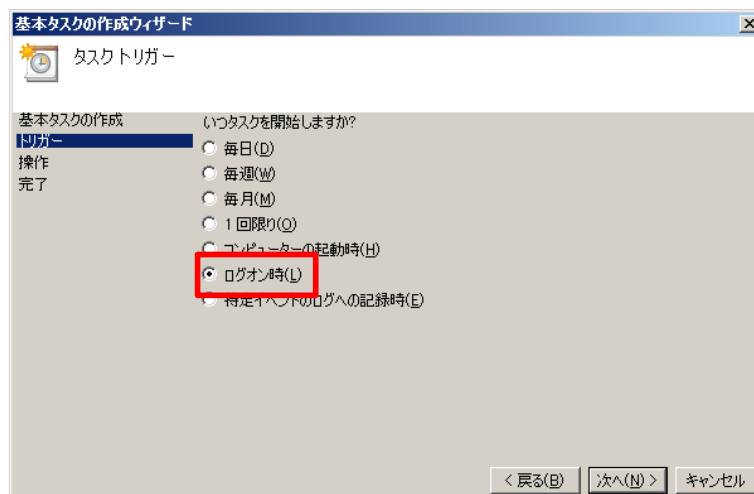 基本タスクの作成ウィザード
タスクトリガー
基本タスクの作成
トリガー
操作
完了
いつタスクを開始しますか?
毎日(D)
毎週(W)
毎月(M)
1回限り(O)
コンピューターの起動時(H)
ログオン時(L)
特定イベントのログへの記録時(E)
< 戻る(B)
次へ(N) >
キャンセル